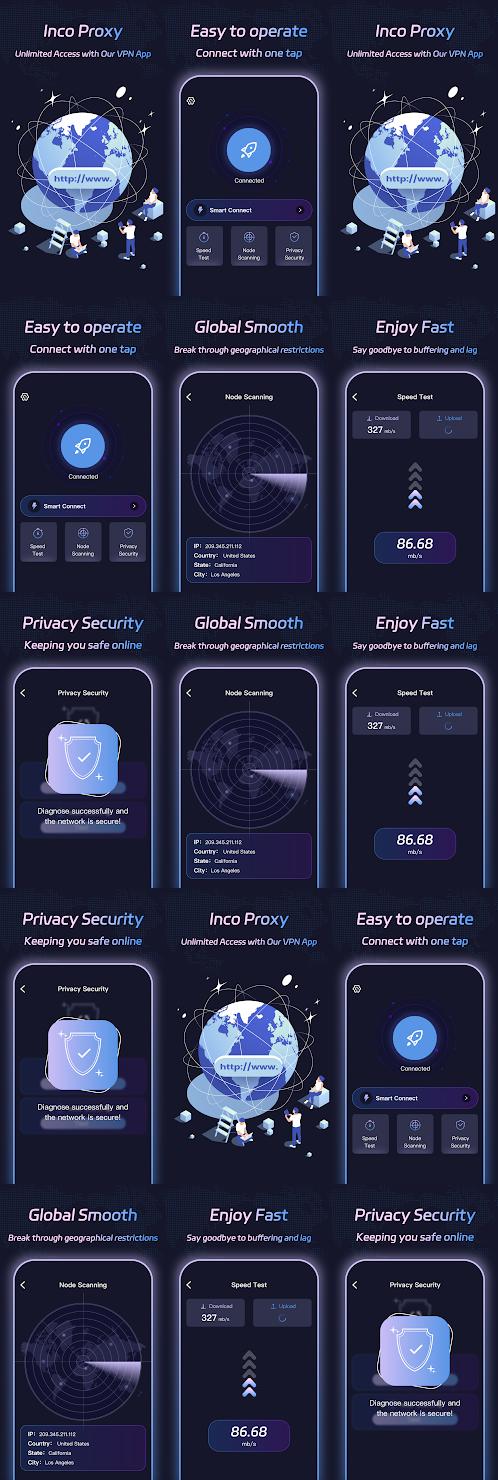 Inco Proxy
Unlimited Access with Our VPN App
http://www.
Easy to operate
Connect with one tap
Connected
Smart Connect
Speed Test
Node Scanning
Privacy Security
Inco Proxy
Unlimited Access with Our VPN App
http://www.
Easy to operate
Connect with one tap
Connected
Smart Connect
Speed Test
Node Scanning
Privacy Security
Global Smooth
Break through geographical restrictions
Node Scanning
IP: 209.345.211.112
Country: United States
State: California
City: Los Angeles
Enjoy Fast
Say goodbye to buffering and lag
Speed Test
Download
327 mb/s
Upload
86.68
mb/s
Privacy Security
Keeping you safe online
Privacy Security
Diagnose successfully and
the network is secure!
Global Smooth
Break through geographical restrictions
Node Scanning
IP: 209.345.211.112
Country: United States
State: California
City: Los Angeles
Enjoy Fast
Say goodbye to buffering and lag
Speed Test
Download
327 mb/s
Upload
86.68
mb/s
Privacy Security
Keeping you safe online
Privacy Security
Diagnose successfully and
the network is secure!
Inco Proxy
Unlimited Access with Our VPN App
http://www.
Easy to operate
Connect with one tap
Connected
Smart Connect
Speed Test
Node Scanning
Privacy Security
Global Smooth
Break through geographical restrictions
Node Scanning
IP: 209.345.211.112
Country: United States
State: California
City: Los Angeles
Enjoy Fast
Say goodbye to buffering and lag
Speed Test
Download
327 mb/s
Upload
86.68
mb/s
Privacy Security
Keeping you safe online
Privacy Security
Diagnose successfully and
the network is secure!